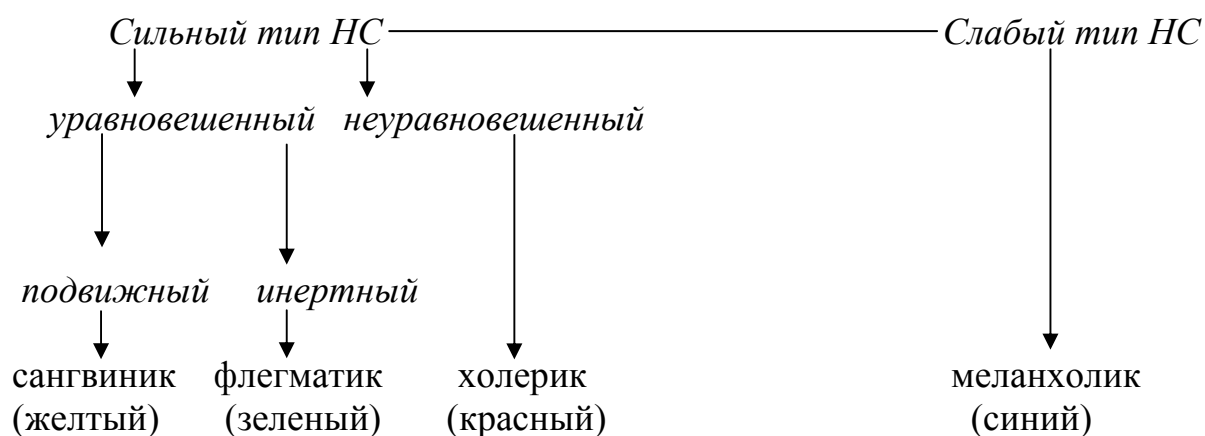 Сильный тип НС Слабый тип НС
уравновешенный неуравновешенный
подвижный инертный
сангвиник флегматик холерик меланхолик
(желтый) (зеленый) (красный) (синий)